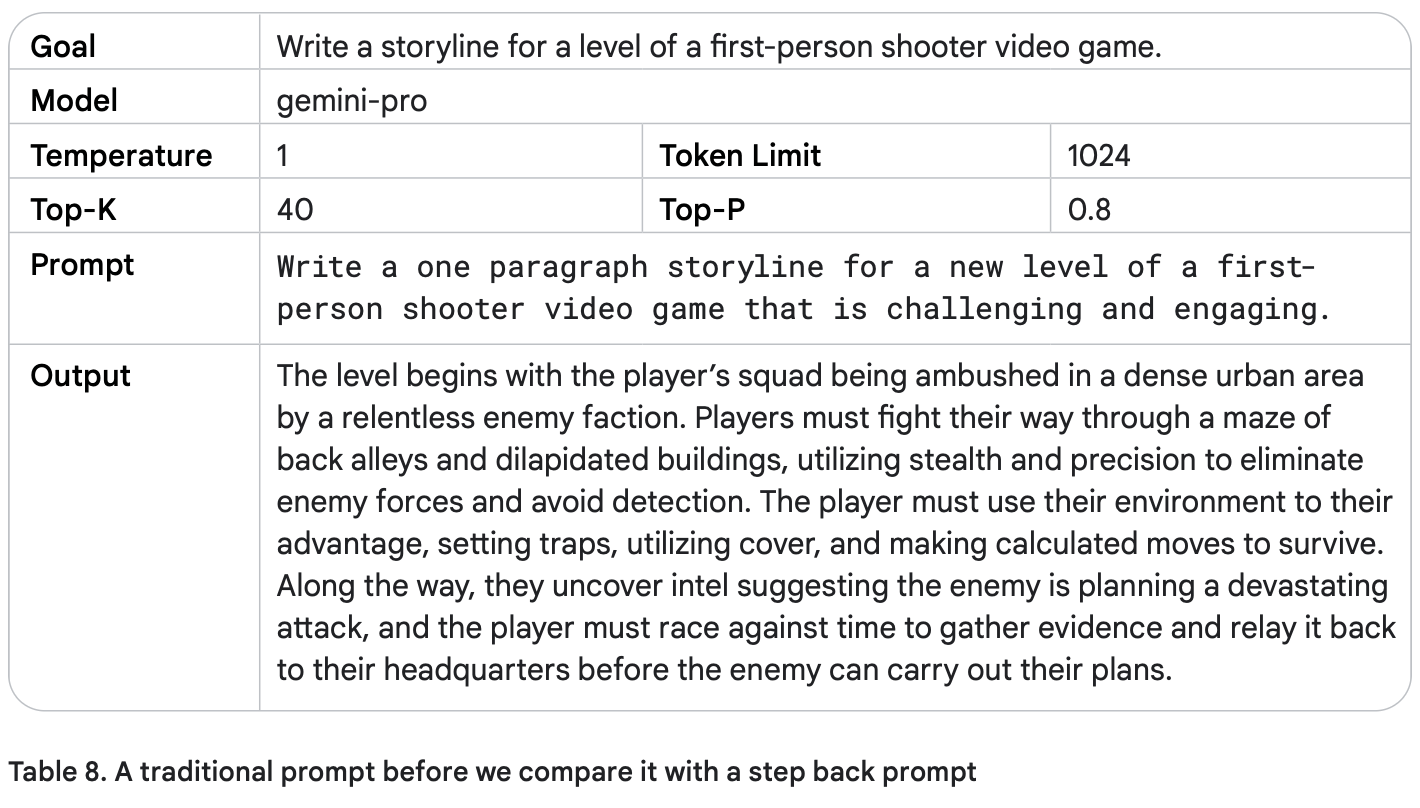 Goal Write a storyline for a level of a first-person shooter video game.
Model gemini-pro
Temperature 1 Token Limit 1024
Top-K 40 Top-P 0.8
Prompt Write a one paragraph storyline for a new level of a first-
person shooter video game that is challenging and engaging.
Output The level begins with the player’s squad being ambushed in a dense urban area
by a relentless enemy faction. Players must fight their way through a maze of
back alleys and dilapidated buildings, utilizing stealth and precision to eliminate
enemy forces and avoid detection. The player must use their environment to their
advantage, setting traps, utilizing cover, and making calculated moves to survive.
Along the way, they uncover intel suggesting the enemy is planning a devastating
attack, and the player must race against time to gather evidence and relay it back
to their headquarters before the enemy can carry out their plans.
Table 8. A traditional prompt before we compare it with a step back prompt